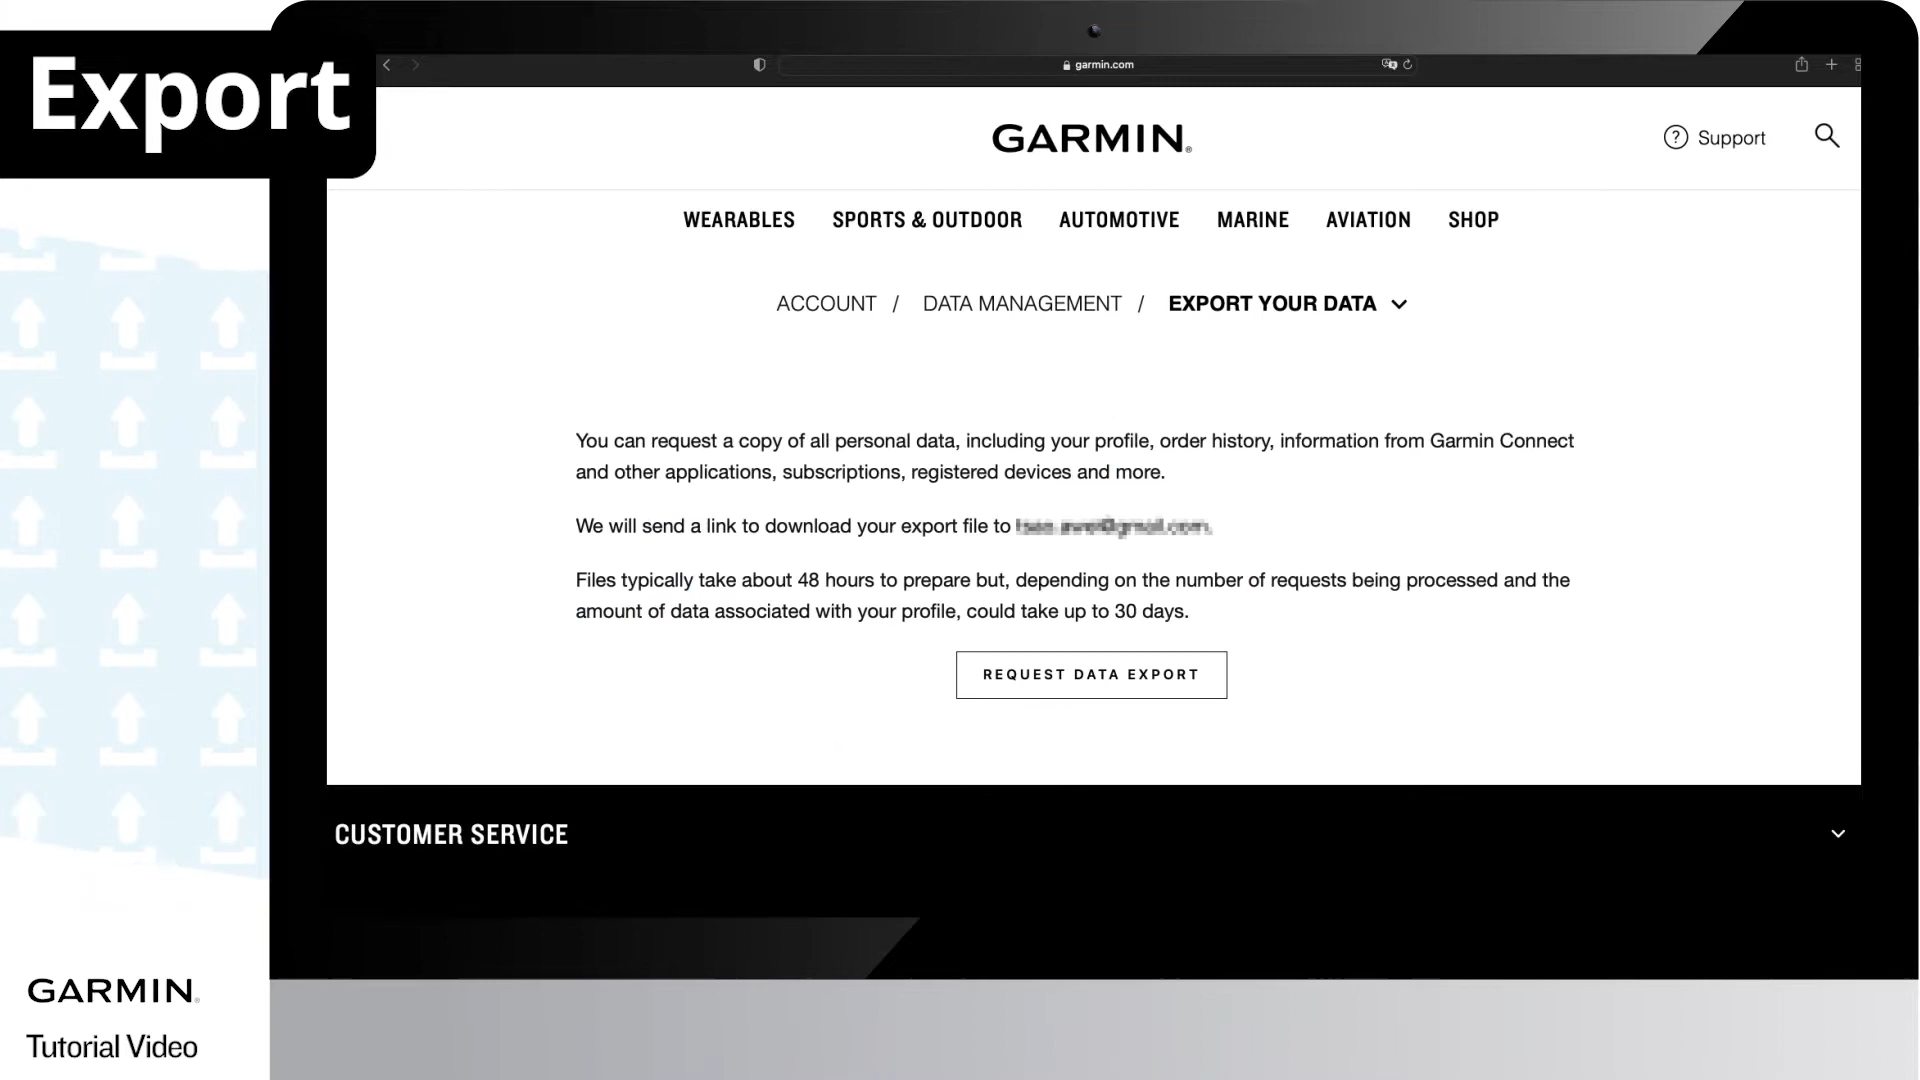 Export
garmin.com
GARMIN
Support
WEARABLES SPORTS & OUTDOOR AUTOMOTIVE MARINE AVIATION SHOP
ACCOUNT / DATA MANAGEMENT / EXPORT YOUR DATA
You can request a copy of all personal data, including your profile, order history, information from Garmin Connect
and other applications, subscriptions, registered devices and more.
We will send a link to download your export file to
Files typically take about 48 hours to prepare but, depending on the number of requests being processed and the
amount of data associated with your profile, could take up to 30 days.
REQUEST DATA EXPORT
CUSTOMER SERVICE
GARMIN
Tutorial Video